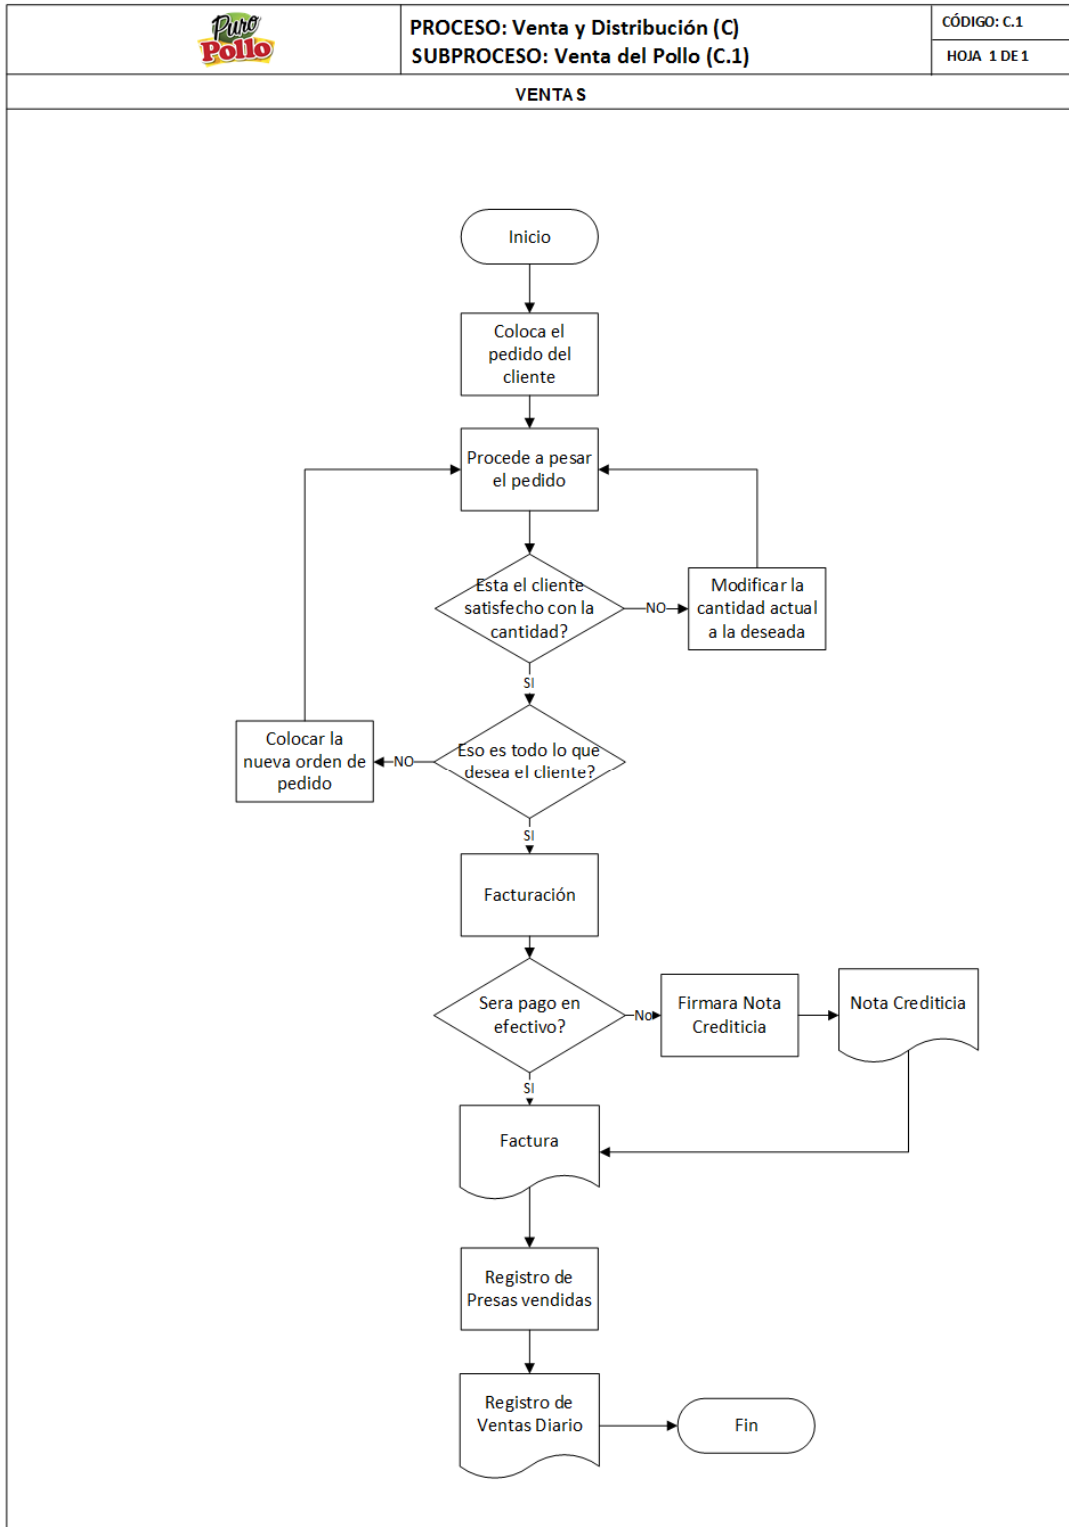 Puro
Pollo
PROCESO: Venta y Distribución (C)
SUBPROCESO: Venta del Pollo (C.1)
CÓDIGO: C.1
HOJA 1 DE 1
VENTAS
Inicio
Coloca el
pedido del
cliente
Procede a pesar
el pedido
Esta el cliente
satisfecho con la
cantidad?
NO
Modificar la
cantidad actual
a la deseada
SI
Eso es todo lo que
desea el cliente?
NO
Colocar la
nueva orden de
pedido
SI
Facturación
Sera pago en
efectivo?
No
Firmara Nota
Crediticia
Nota Crediticia
SI
Factura
Registro de
Presas vendidas
Registro de
Ventas Diario
Fin